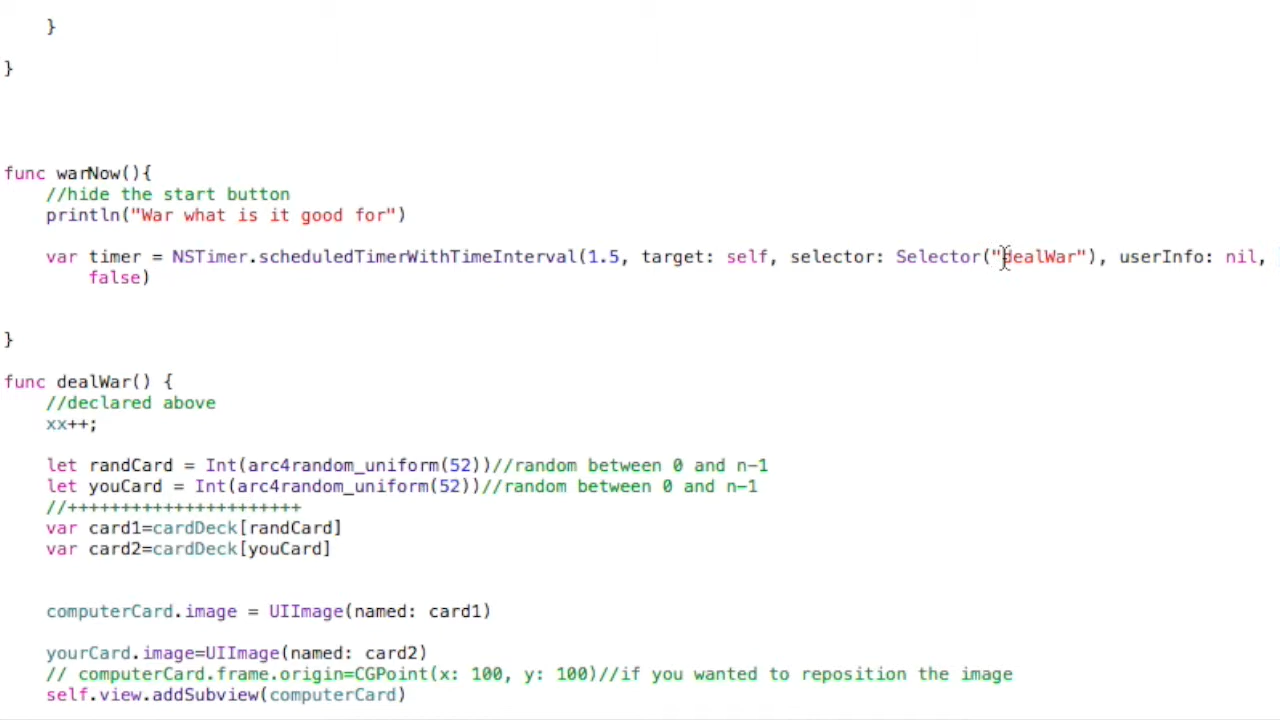 }
}
func warNow(){
//hide the start button
println("War what is it good for")
var timer = NSTimer.scheduledTimerWithTimeInterval(1.5, target: self, selector: Selector("dealWar"), userInfo: nil,
false)
}
func dealWar() {
//declared above
xx++;
let randCard = Int(arc4random_uniform(52))//random between 0 and n-1
let youCard = Int(arc4random_uniform(52))//random between 0 and n-1
//++++++++++++++++++++++
var card1=cardDeck[randCard]
var card2=cardDeck[youCard]
computerCard.image = UIImage(named: card1)
yourCard.image=UIImage(named: card2)
// computerCard.frame.origin=CGPoint(x: 100, y: 100)//if you wanted to reposition the image
self.view.addSubview(computerCard)